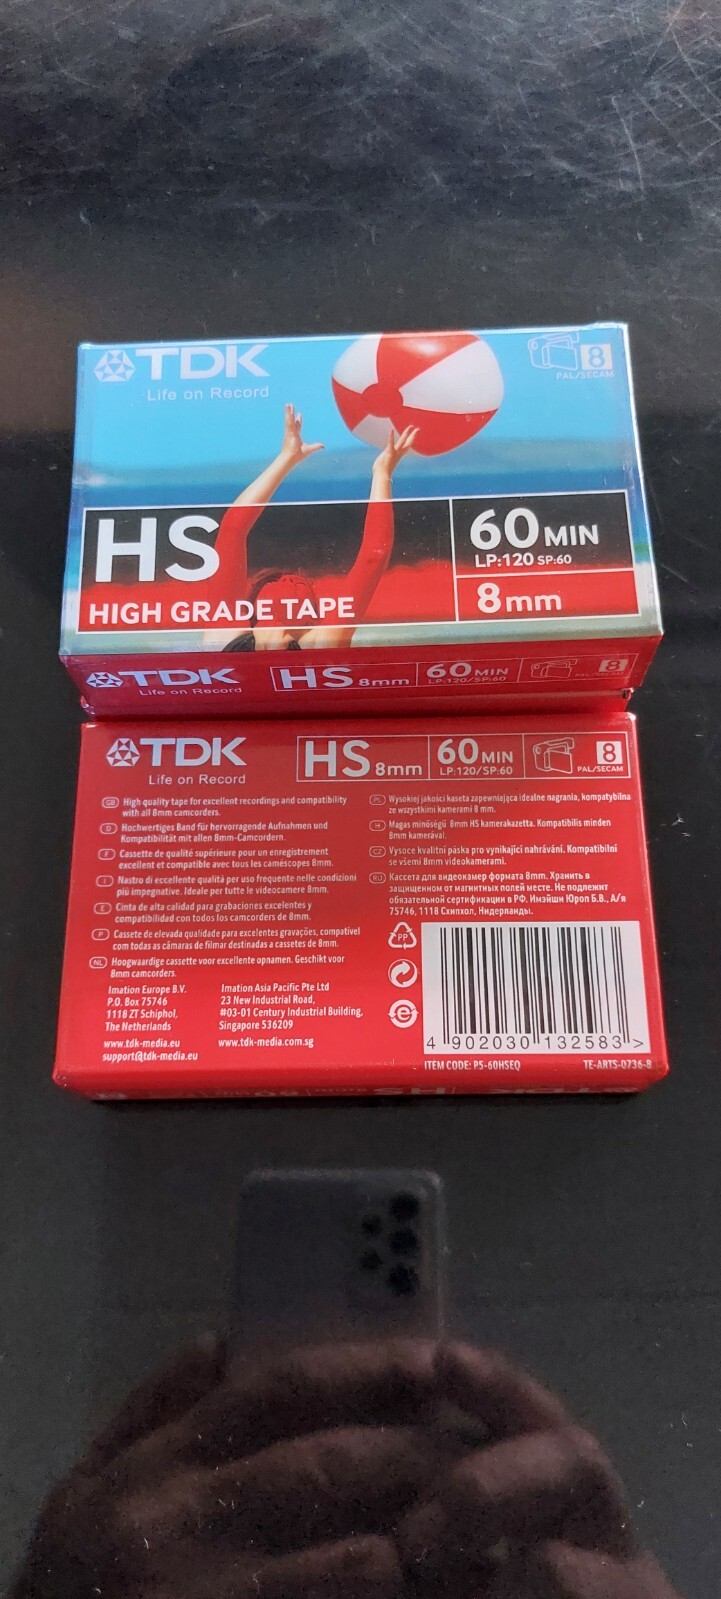 TDK
Life on Record
8
PAL/SECAM
HS
HIGH GRADE TAPE
60 MIN
LP:120 SP:60
8mm
TDK
Life on Record
HS 8mm
60 MIN
LP:120/SP:60
8
PAL/SECAM
TDK
Life on Record
HS 8mm
60 MIN
LP:120/SP:60
8
PAL/SECAM
GB High quality tape for excellent recordings and compatibility
with all 8mm camcorders.
D Hochwertiges Band für hervorragende Aufnahmen und
Kompatibilität mit allen 8mm-Camcordern.
F Cassette de qualité supérieure pour un enregistrement
excellent et compatible avec tous les caméscopes 8mm.
I Nastro di eccellente qualità per uso frequente nelle condizioni
più impegnative. Ideale per tutte le videocamere 8mm.
E Cinta de alta calidad para grabaciones excelentes y
compatibilidad con todos los camcorders de 8mm.
P Cassete de elevada qualidade para excelentes gravações, compatível
com todas as câmaras de filmar destinadas a cassetes de 8mm.
NL Hoogwaardige cassette voor excellente opnamen. Geschikt voor
8mm camcorders.
PL Wysokiej jakości kaseta zapewniająca idealne nagrania, kompatybilna
ze wszystkimi kamerami 8 mm.
H Magas minőségű 8mm HS kamerakazetta. Kompatibilis minden
8mm kamerával.
CZ Vysoce kvalitní páska pro vynikající nahrávání. Kompatibilní
se všemi 8mm videokamerami.
RU Кассета для видеокамер формата 8mm. Хранить в
защищенном от магнитных полей месте. Не подлежит
обязательной сертификации в РФ. Имэйшн Юроп Б.В., А/я
75746, 1118 Схипхол, Нидерланды.
Imation Europe B.V.
P.O. Box 75746
1118 ZT Schiphol,
The Netherlands
www.tdk-media.eu
support@tdk-media.eu
Imation Asia Pacific Pte Ltd
23 New Industrial Road,
#03-01 Century Industrial Building,
Singapore 536209
www.tdk-media.com.sg
PP
e
4 902030 132583 >
ITEM CODE: P5-60HSEQ
TE-ARTS-0736-8